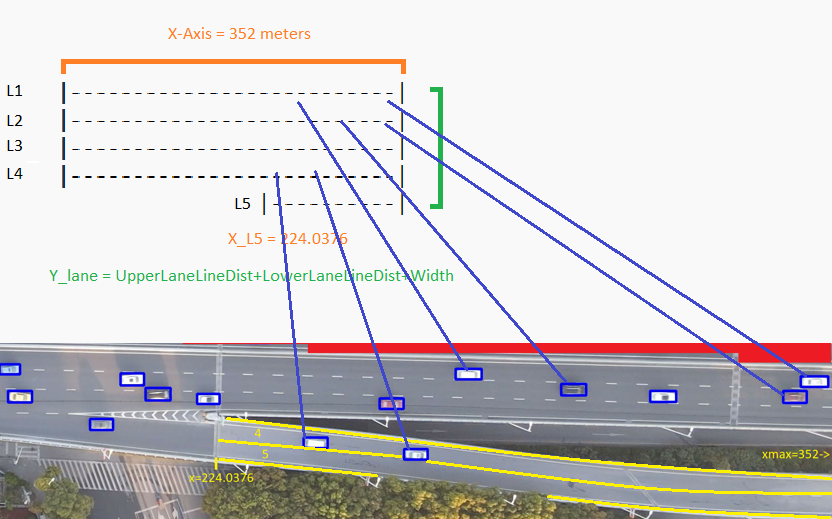 X-Axis = 352 meters
L1
L2
L3
L4
L5
X_L5 = 224.0376
Y_lane = UpperLaneLineDist+LowerLaneLineDist+Width
4
5
x=224.0376
xmax=352->